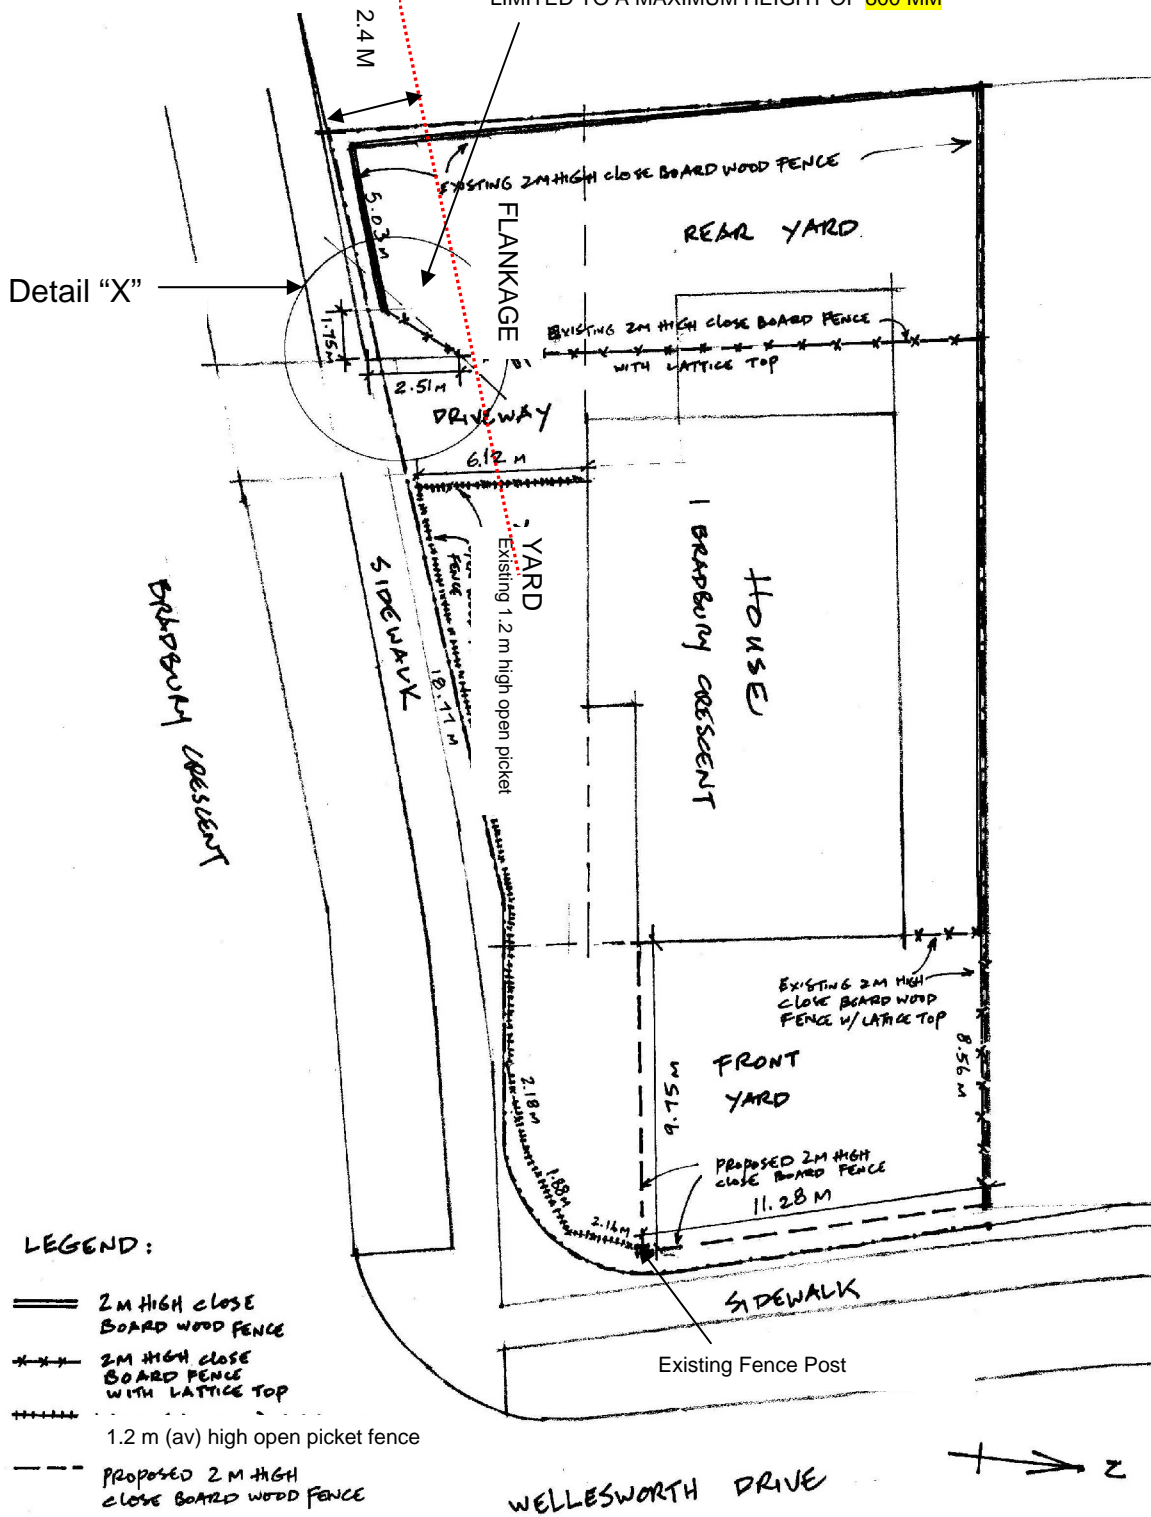 LIMITED TO A MAXIMUM HEIGHT OF 800 MM
2.4 M
EXISTING 2M HIGH CLOSE BOARD WOOD FENCE
5.03 M
FLANKAGE
REAR YARD
Detail “X”
1.75M
EXISTING 2M HIGH CLOSE BOARD FENCE
WITH LATTICE TOP
2.51M
DRIVEWAY
6.12 M
YARD
FENCE
Existing 1.2 m high open picket
SIDEWALK
18.77 M
HOUSE
1 BRADBURY CRESCENT
BRADBURY CRESCENT
EXISTING 2M HIGH
CLOSE BOARD WOOD
FENCE W/ LATTICE TOP
8.56 M
FRONT
YARD
9.75M
2.18M
1.88M
2.16M
PROPOSED 2M HIGH
CLOSE BOARD FENCE
11.28 M
SIDEWALK
Existing Fence Post
LEGEND:
2M HIGH CLOSE
BOARD WOOD FENCE
2M HIGH CLOSE
BOARD FENCE
WITH LATTICE TOP
1.2 m (av) high open picket fence
PROPOSED 2M HIGH
CLOSE BOARD WOOD FENCE
WELLESWORTH DRIVE
N